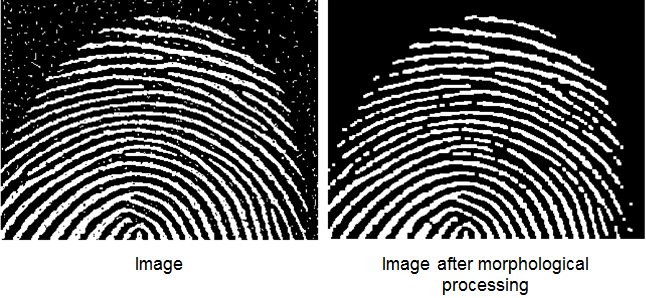 Image
Image after morphological
processing